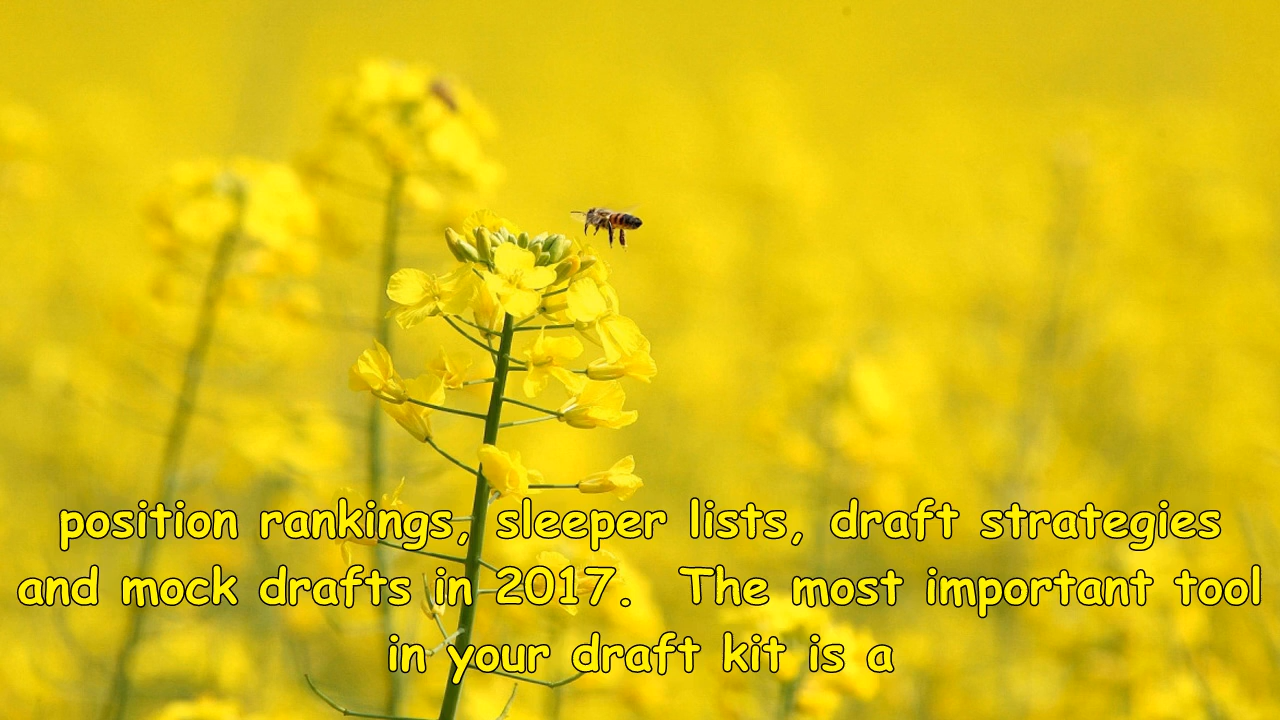 position rankings, sleeper lists, draft strategies
and mock drafts in 2017.  The most important tool
in your draft kit is a